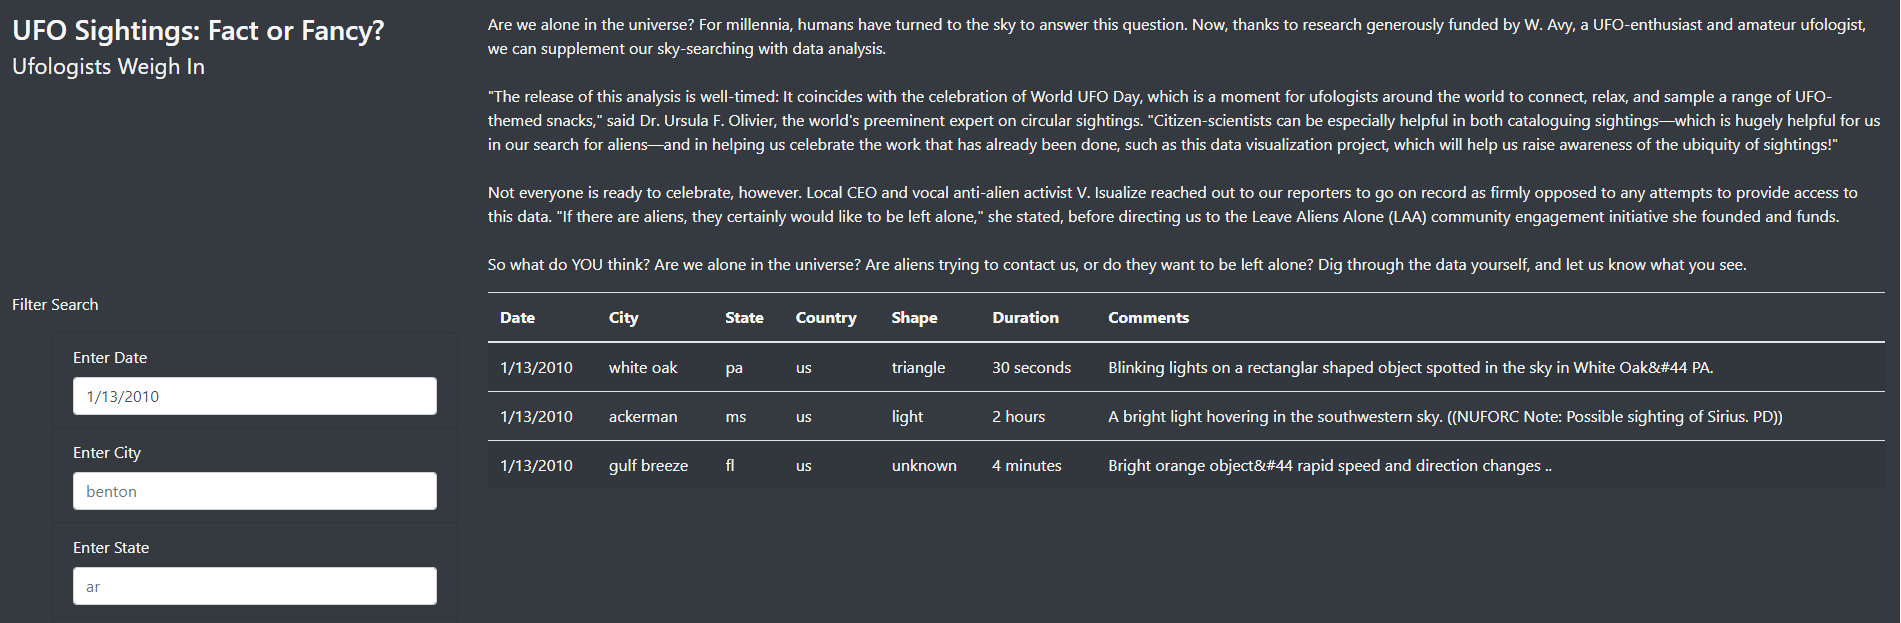 UFO Sightings: Fact or Fancy?
Ufologists Weigh In
Are we alone in the universe? For millennia, humans have turned to the sky to answer this question. Now, thanks to research generously funded by W. Avy, a UFO-enthusiast and amateur ufologist,
we can supplement our sky-searching with data analysis.
"The release of this analysis is well-timed: It coincides with the celebration of World UFO Day, which is a moment for ufologists around the world to connect, relax, and sample a range of UFO-
themed snacks," said Dr. Ursula F. Olivier, the world's preeminent expert on circular sightings. "Citizen-scientists can be especially helpful in both cataloguing sightings—which is hugely helpful for us
in our search for aliens—and in helping us celebrate the work that has already been done, such as this data visualization project, which will help us raise awareness of the ubiquity of sightings!"
Not everyone is ready to celebrate, however. Local CEO and vocal anti-alien activist V. Isualize reached out to our reporters to go on record as firmly opposed to any attempts to provide access to
this data. "If there are aliens, they certainly would like to be left alone," she stated, before directing us to the Leave Aliens Alone (LAA) community engagement initiative she founded and funds.
So what do YOU think? Are we alone in the universe? Are aliens trying to contact us, or do they want to be left alone? Dig through the data yourself, and let us know what you see.
Filter Search
Enter Date
1/13/2010
Enter City
benton
Enter State
ar
Date City State Country Shape Duration Comments
1/13/2010 white oak pa us triangle 30 seconds Blinking lights on a rectanglar shaped object spotted in the sky in White Oak&#44 PA.
1/13/2010 ackerman ms us light 2 hours A bright light hovering in the southwestern sky. ((NUFORC Note: Possible sighting of Sirius. PD))
1/13/2010 gulf breeze fl us unknown 4 minutes Bright orange object&#44 rapid speed and direction changes ..